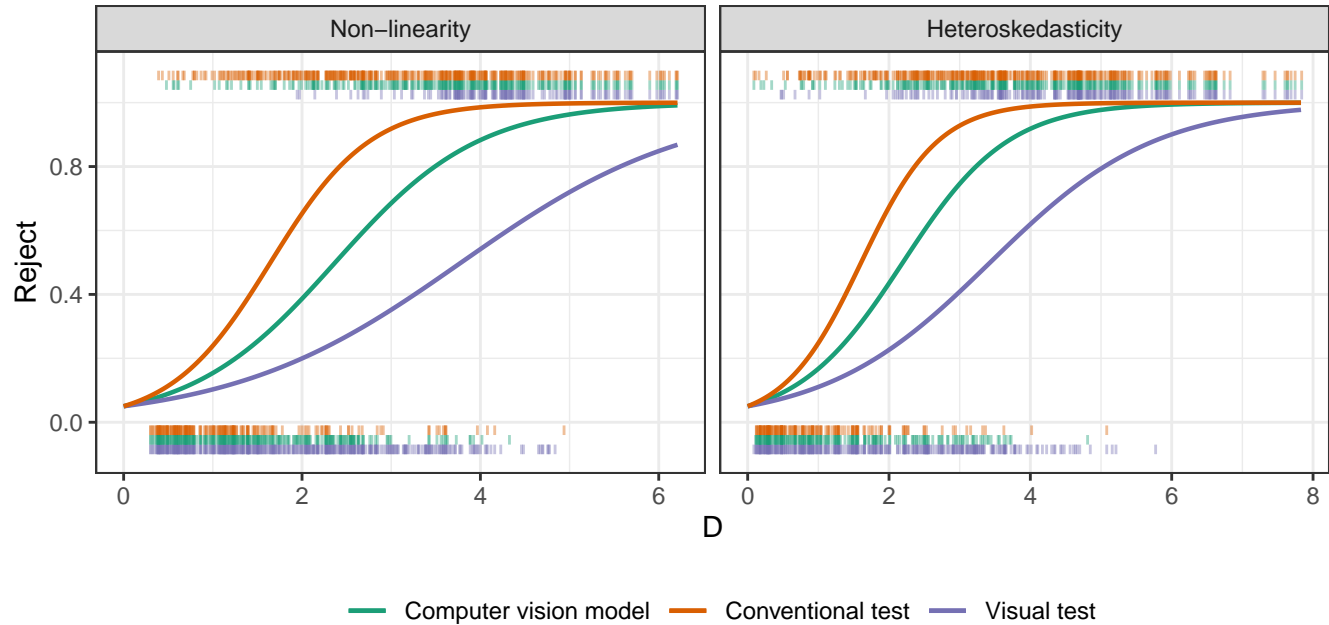 Non−linearity
Heteroskedasticity
Reject
0.8
0.4
0.0
0 2 4 6
0 2 4 6 8
D
Computer vision model Conventional test Visual test